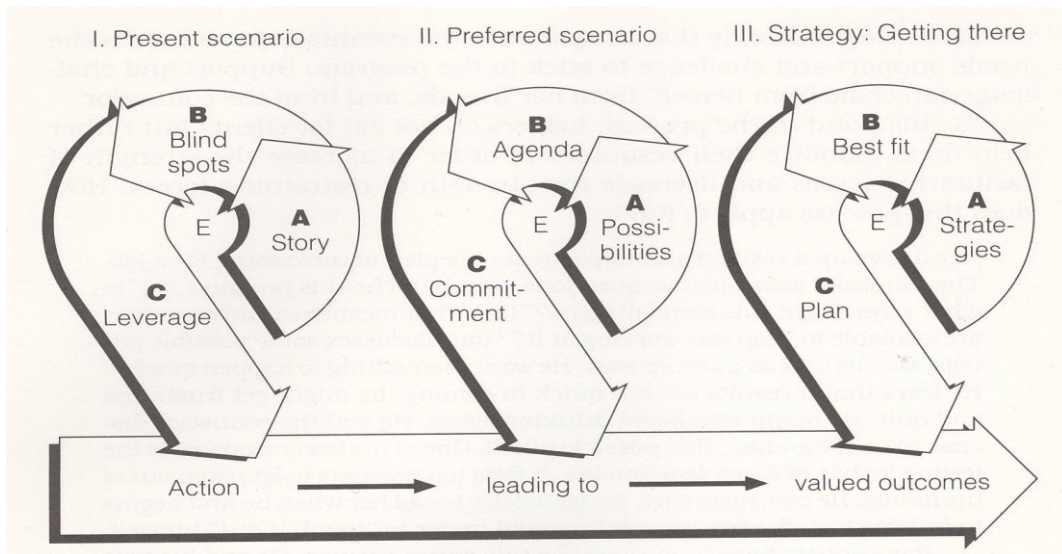 I. Present scenario
II. Preferred scenario
III. Strategy: Getting there
B
Blind
spots
A
Story
E
C
Leverage
B
Agenda
A
Possi-
bilities
E
C
Commit-
ment
B
Best fit
A
Strate-
gies
E
C
Plan
Action
leading to
valued outcomes